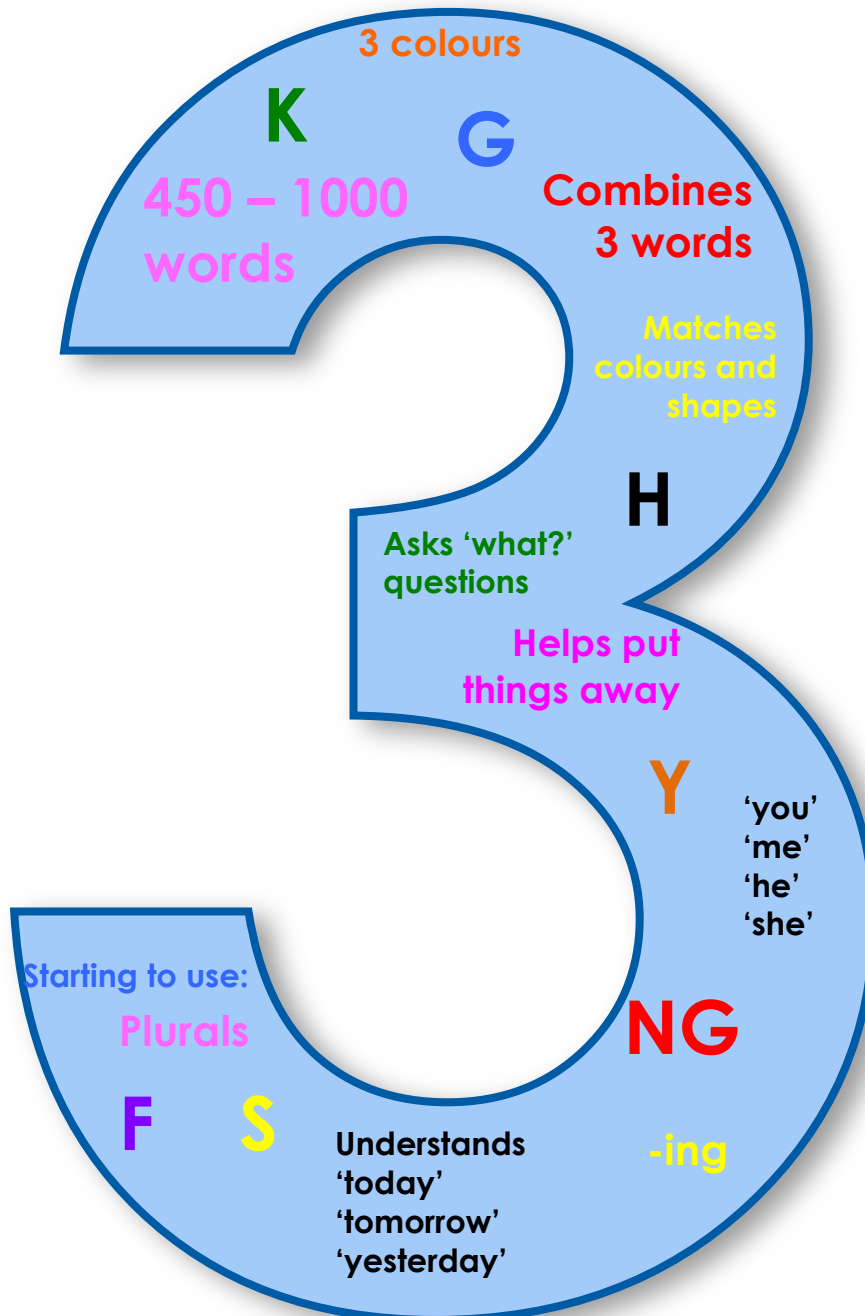 3 colours
K
G
450 – 1000
words
Combines
3 words
Matches
colours and
shapes
H
Asks ‘what?’
questions
Helps put
things away
Y
‘you’
‘me’
‘he’
‘she’
Starting to use:
Plurals
NG
F
S
Understands
‘today’
‘tomorrow’
‘yesterday’
-ing